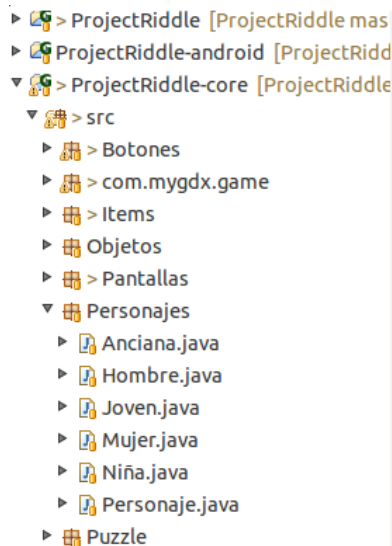 > ProjectRiddle [ProjectRiddle mas
ProjectRiddle-android [ProjectRidd
> ProjectRiddle-core [ProjectRiddle
> src
> Botones
> com.mygdx.game
> Items
Objetos
> Pantallas
Personajes
Anciana.java
Hombre.java
Joven.java
Mujer.java
Niña.java
Personaje.java
Puzzle